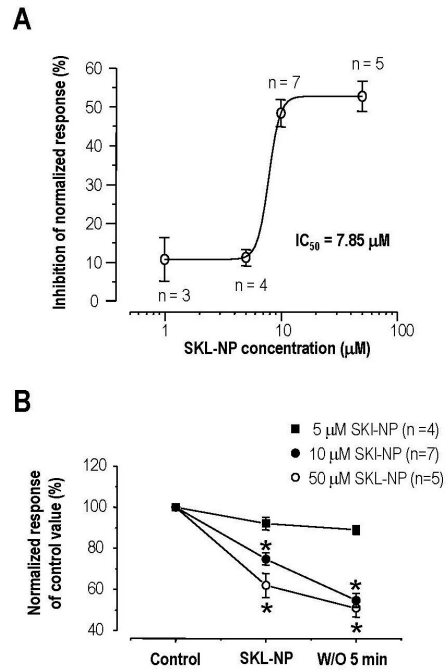 A
Inhibition of normalized response (%)
60
50
40
30
20
10
0
n = 3
n = 4
n = 7
n = 5
IC50 = 7.85 µM
1
10
100
SKL-NP concentration (µM)
B
5 µM SKl-NP (n =4)
10 µM SKl-NP (n=7)
50 µM SKL-NP (n=5)
Normalized response
of control value (%)
120
100
80
60
40
*
*
*
*
Control
SKL-NP
W/O 5 min